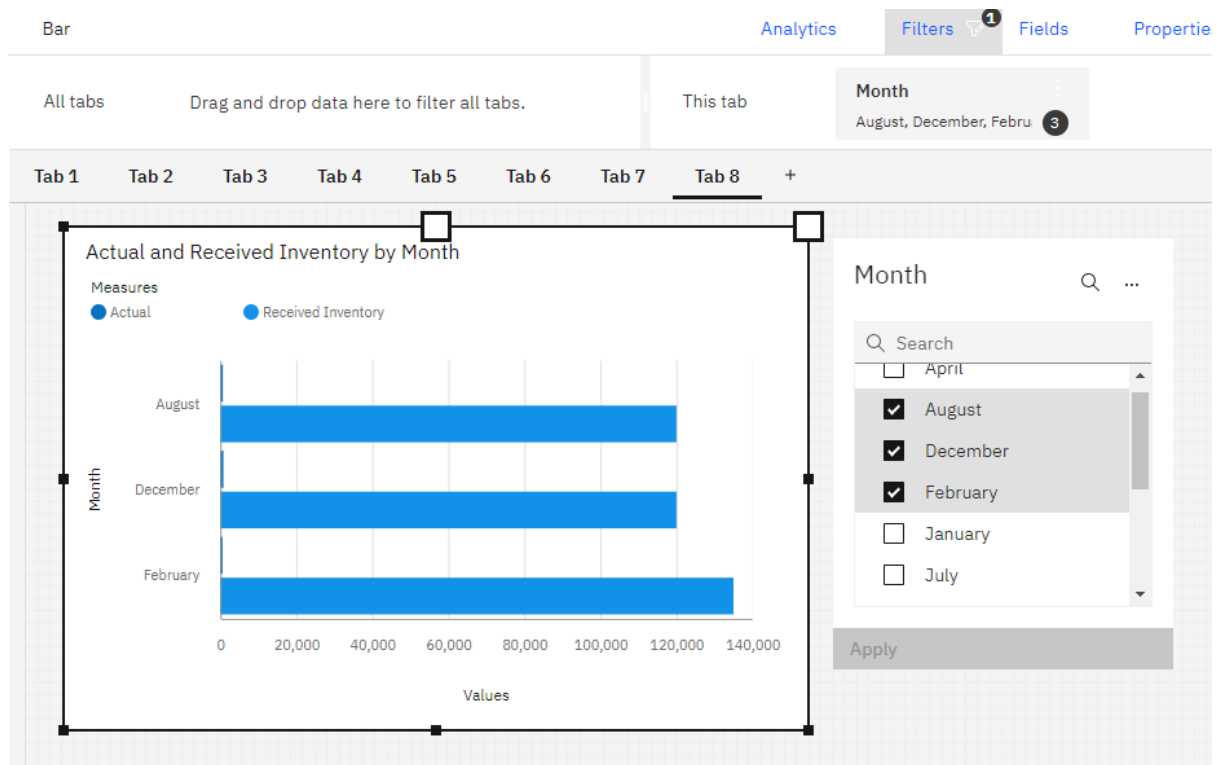 Bar
Analytics
Filters
1
Fields
Propertie
All tabs
Drag and drop data here to filter all tabs.
This tab
Month
August, December, Febru
3
Tab 1
Tab 2
Tab 3
Tab 4
Tab 5
Tab 6
Tab 7
Tab 8
+
Actual and Received Inventory by Month
Measures
Actual
Received Inventory
Month
August
December
February
0
20,000
40,000
60,000
80,000
100,000
120,000
140,000
Values
Month
...
Search
April
August
December
February
January
July
Apply